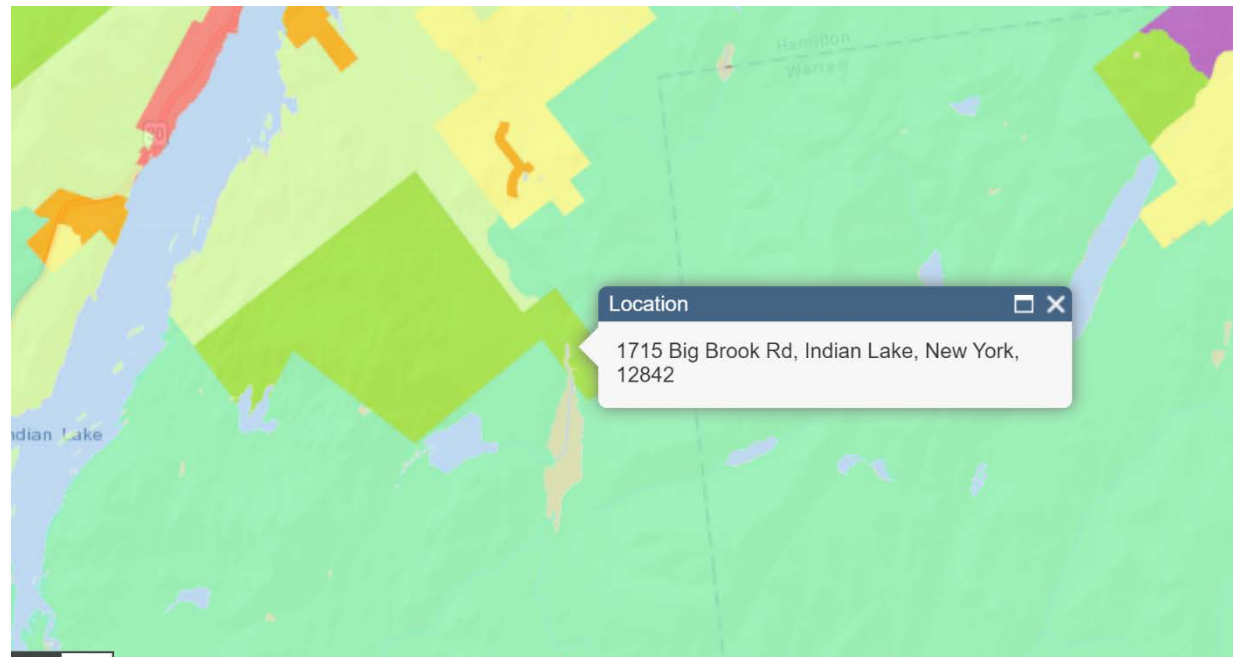 Hamilton
Warren
30
Location
1715 Big Brook Rd, Indian Lake, New York,
12842
ndian Lake